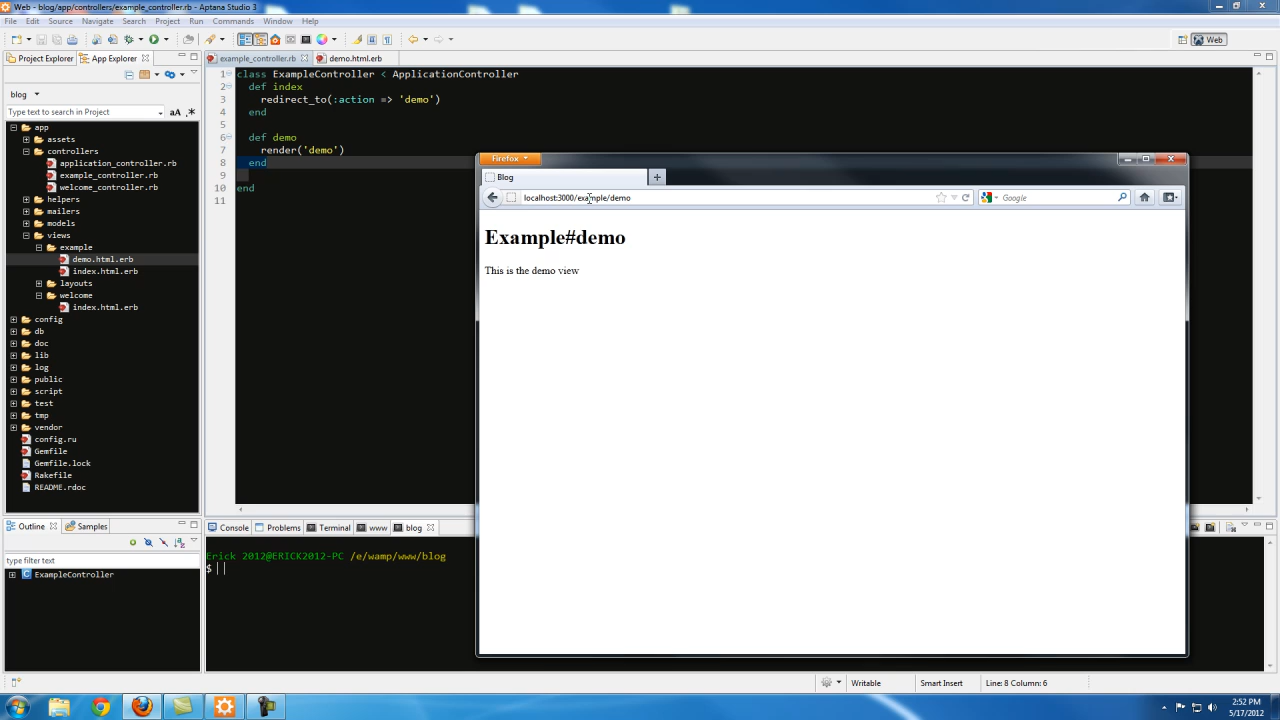 Web - blog/app/controllers/example_controller.rb - Aptana Studio 3
File Edit Source Navigate Search Project Run Commands Window Help
Web
Project Explorer App Explorer
example_controller.rb demo.html.erb
blog
Type text to search in Project
aA .*
app
assets
controllers
application_controller.rb
example_controller.rb
welcome_controller.rb
helpers
mailers
models
views
example
demo.html.erb
index.html.erb
layouts
welcome
index.html.erb
config
db
doc
lib
log
public
script
test
tmp
vendor
config.ru
Gemfile
Gemfile.lock
Rakefile
README.rdoc
1 class ExampleController < ApplicationController
2 def index
3 redirect_to(:action => 'demo')
4 end
5
6 def demo
7 render('demo')
8 end
9
10 end
11
Firefox
Blog
localhost:3000/example/demo
Google
Example#demo
This is the demo view
Outline Samples
type filter text
C ExampleController
Console Problems Terminal www blog
Erick 2012@ERICK2012-PC /e/wamp/www/blog
$
Writable Smart Insert Line: 8 Column: 6
2:52 PM
5/17/2012